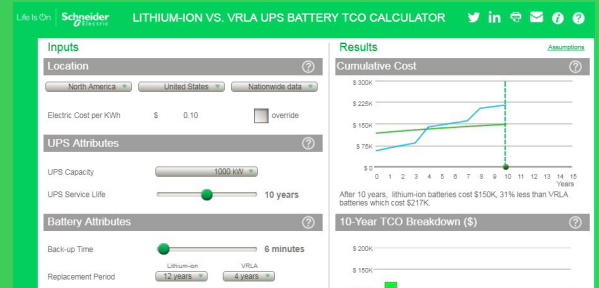 Life Is On Schneider Electric LITHIUM-ION VS. VRLA UPS BATTERY TCO CALCULATOR
Inputs
Location
North America United States Nationwide data
Electric Cost per KWh $ 0.10 override
UPS Attributes
UPS Capacity 1000 kW
UPS Service LIfe 10 years
Battery Attributes
Back-up Time 6 minutes
Lithium-ion VRLA
Replacement Period 12 years 4 years
Results Assumptions
Cumulative Cost
$ 300K
$ 225K
$ 150K
$ 75K
$ 0
0 1 2 3 4 5 6 7 8 9 10 11 12 13 14 15
Years
After 10 years, lithium-ion batteries cost $150K, 31% less than VRLA
batteries which cost $217K.
10-Year TCO Breakdown ($)
$ 200K
$ 150K